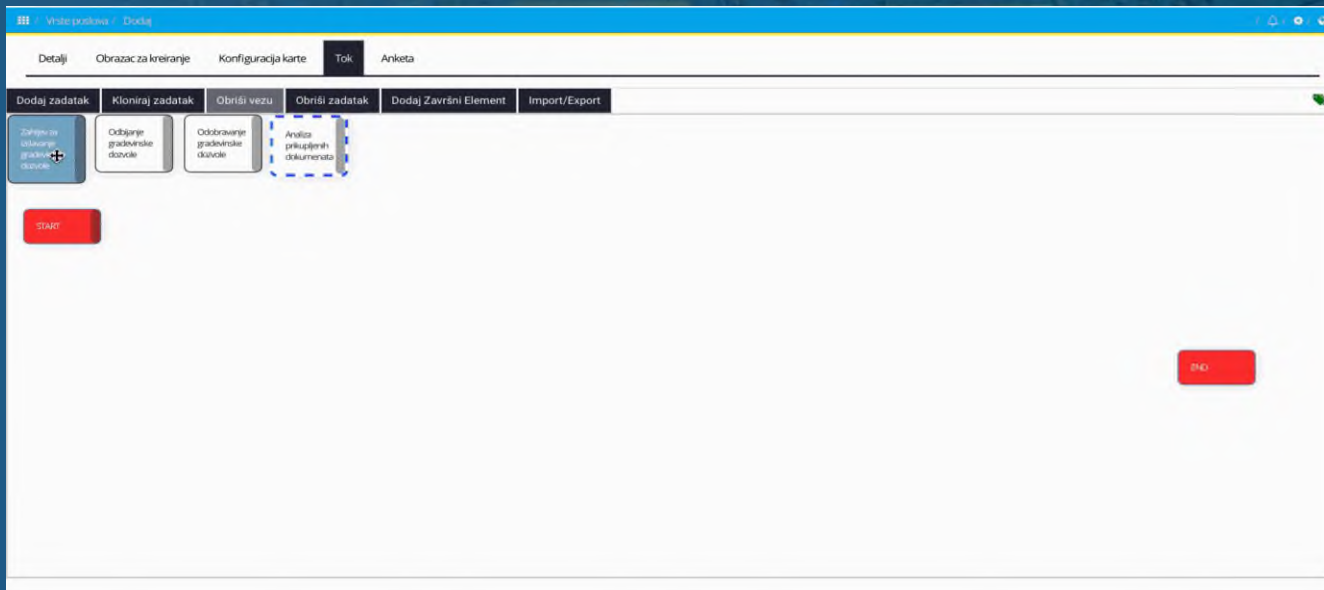 / Vrste poslova / Dodaj
Detalji Obrazac za kreiranje Konfiguracija karte Tok Anketa
Dodaj zadatak Kloniraj zadatak Obriši vezu Obriši zadatak Dodaj Završni Element Import/Export
Zahtjev za
izdavanje
građevinske
dozvole
Odbijanje
građevinske
dozvole
Odobravanje
građevinske
dozvole
Analiza
prikupljenih
dokumenata
START
END